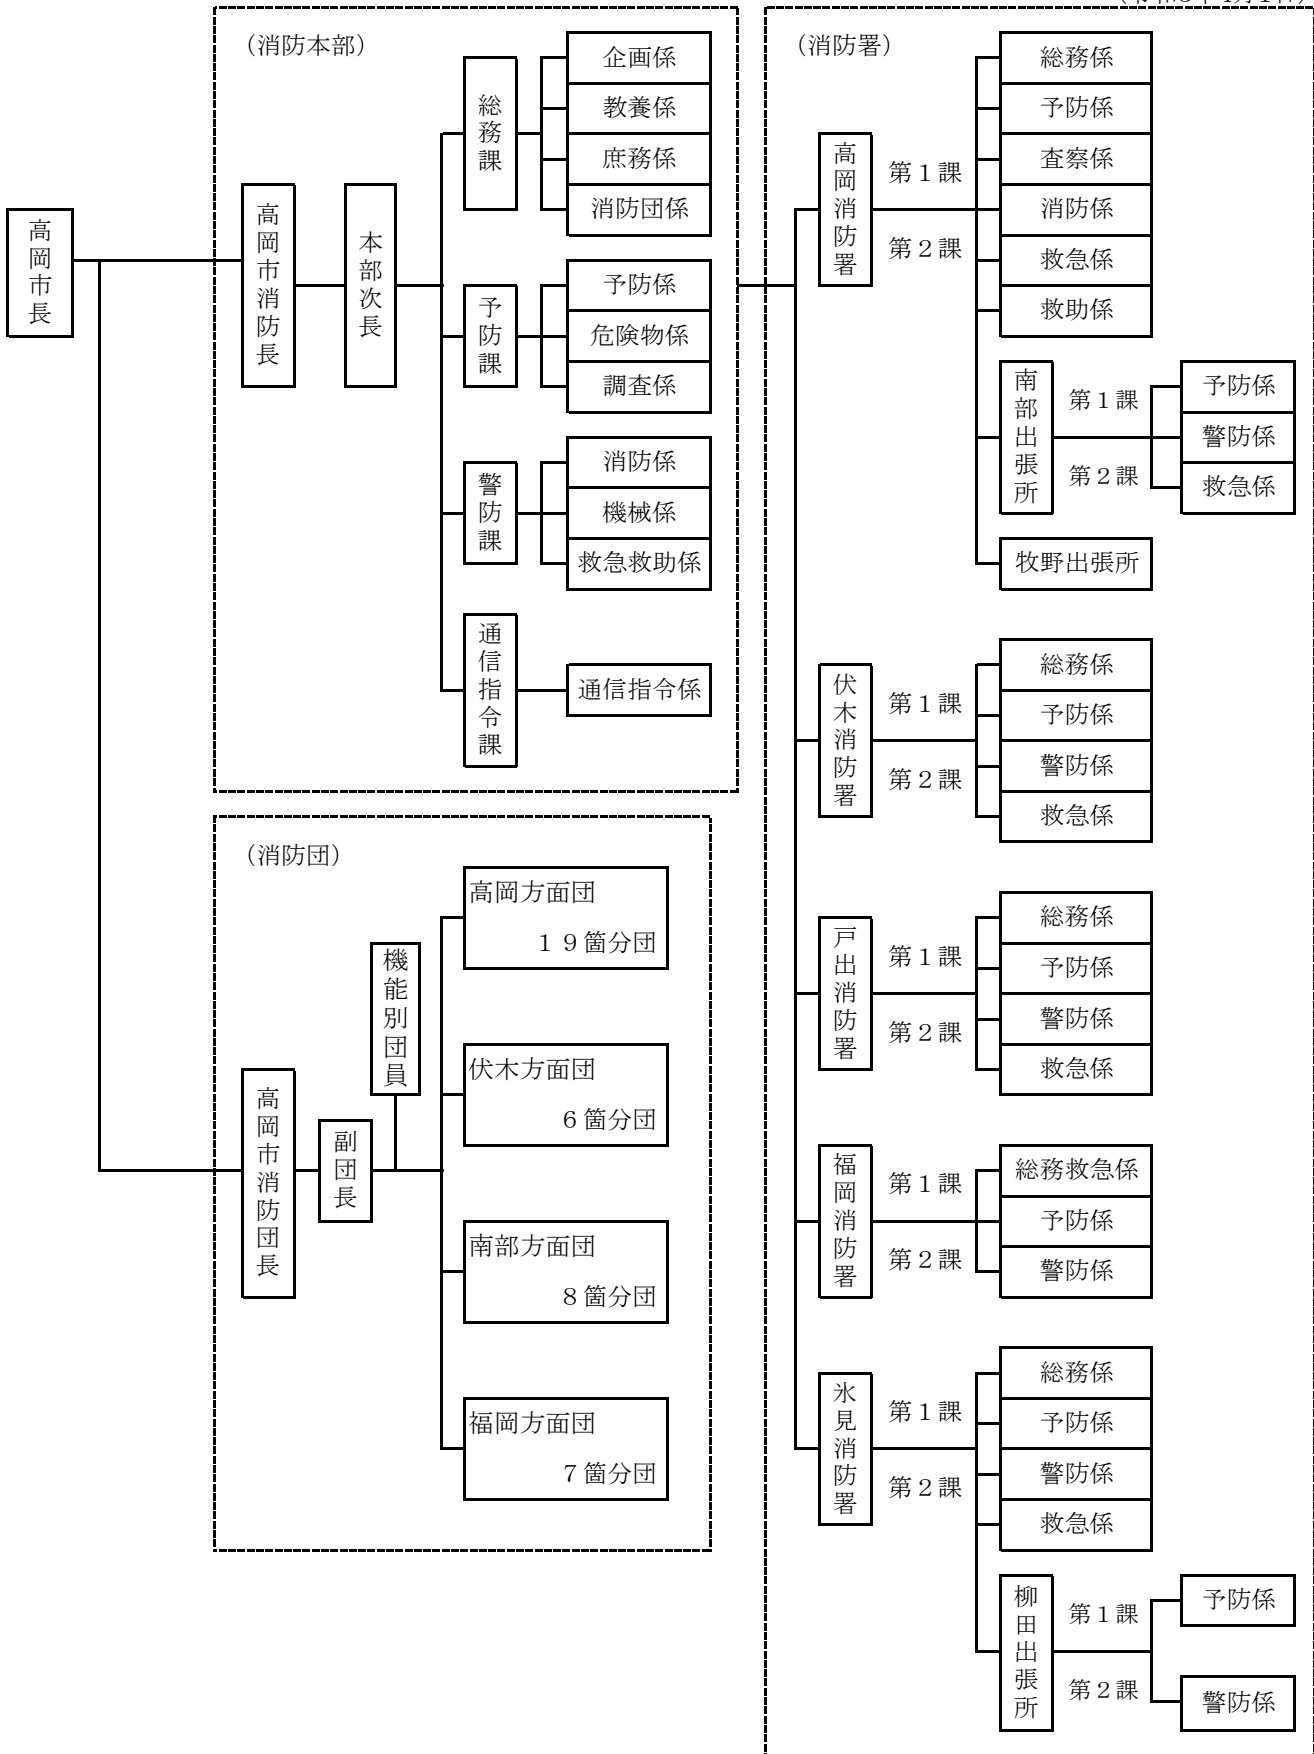 高岡市長
(消防本部)
高岡市消防長
本部次長
総務課
企画係
教養係
庶務係
消防団係
予防課
予防係
危険物係
調査係
警防課
消防係
機械係
救急救助係
通信指令課
通信指令係
(消防団)
高岡市消防団長
副団長
機能別団員
高岡方面団
19箇分団
伏木方面団
6箇分団
南部方面団
8箇分団
福岡方面団
7箇分団
(消防署)
高岡消防署
第1課
第2課
総務係
予防係
査察係
消防係
救急係
救助係
南部出張所
第1課
第2課
予防係
警防係
救急係
牧野出張所
伏木消防署
第1課
第2課
総務係
予防係
警防係
救急係
戸出消防署
第1課
第2課
総務係
予防係
警防係
救急係
福岡消防署
第1課
第2課
総務救急係
予防係
警防係
氷見消防署
第1課
第2課
総務係
予防係
警防係
救急係
柳田出張所
第1課
第2課
予防係
警防係